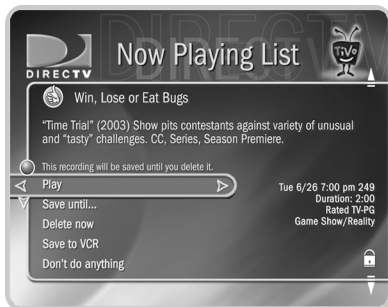 DIRECTV
Now Playing List
TiVo
DIRECTV
Win, Lose or Eat Bugs
"Time Trial" (2003) Show pits contestants against variety of unusual
and "tasty" challenges. CC, Series, Season Premiere.
This recording will be saved until you delete it.
Play
Save until...
Delete now
Save to VCR
Don't do anything
Tue 6/26 7:00 pm 249
Duration: 2:00
Rated TV-PG
Game Show/Reality